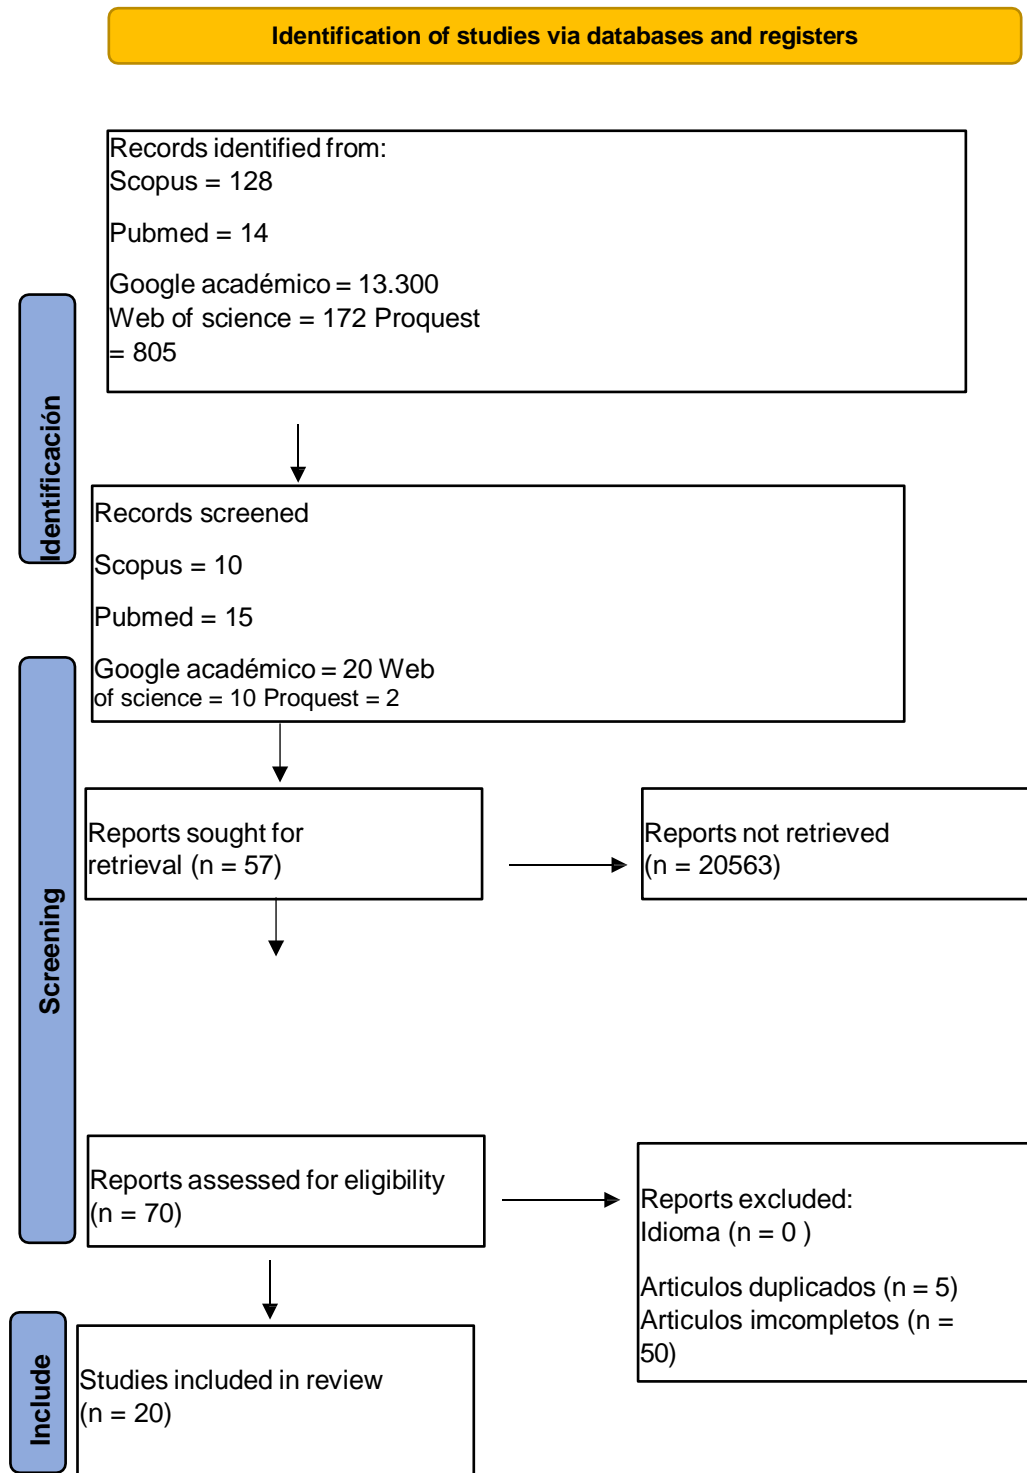 Identification of studies via databases and registers
Records identified from:
Scopus = 128
Pubmed = 14
Google académico = 13.300
Web of science = 172 Proquest
= 805
Identificación
Records screened
Scopus = 10
Pubmed = 15
Google académico = 20 Web
of science = 10 Proquest = 2
Screening
Reports sought for
retrieval (n = 57)
Reports not retrieved
(n = 20563)
Reports assessed for eligibility
(n = 70)
Reports excluded:
Idioma (n = 0 )
Articulos duplicados (n = 5)
Articulos imcompletos (n =
50)
Include
Studies included in review
(n = 20)